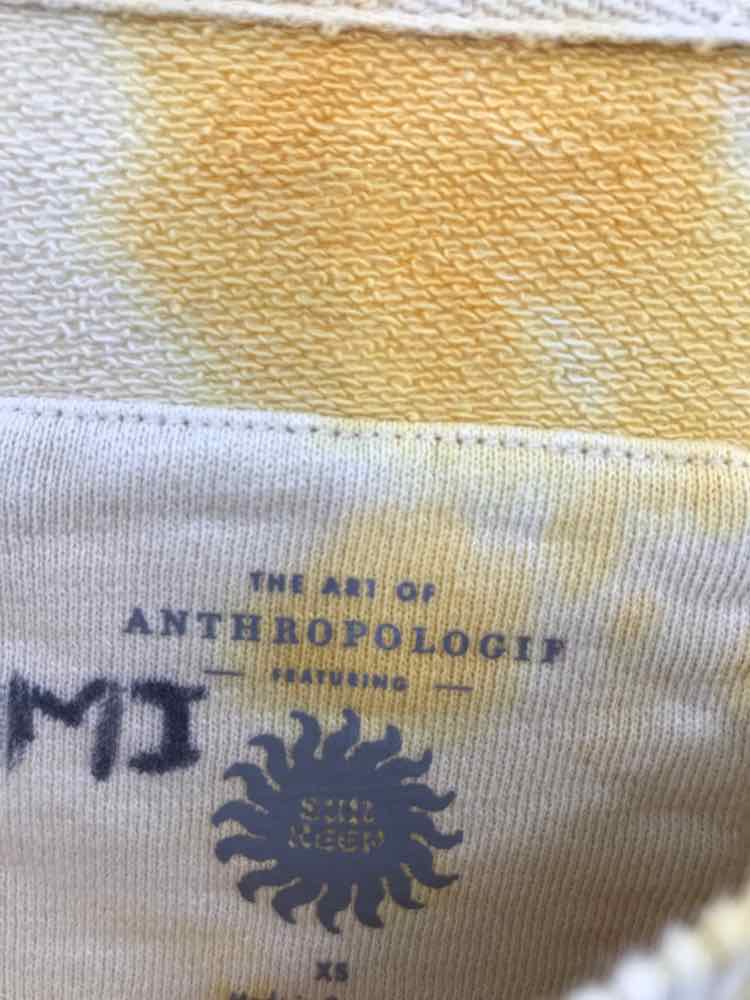 THE ART OF
ANTHROPOLOGIE
FEATURING
MI
SUN
KEEP
XS